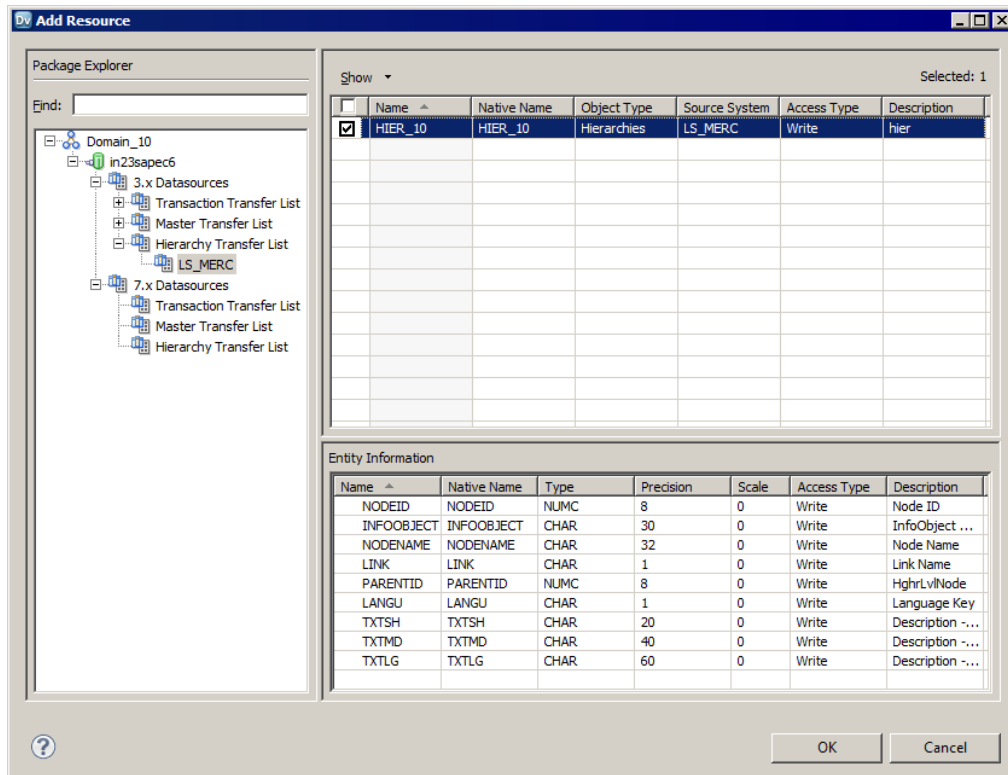 Dv Add Resource
Package Explorer
Find:
Domain_10
in23sapec6
3.x Datasources
Transaction Transfer List
Master Transfer List
Hierarchy Transfer List
LS_MERC
7.x Datasources
Transaction Transfer List
Master Transfer List
Hierarchy Transfer List
Show Selected: 1
Name Native Name Object Type Source System Access Type Description
HIER_10 HIER_10 Hierarchies LS_MERC Write hier
Entity Information
Name Native Name Type Precision Scale Access Type Description
NODEID NODEID NUMC 8 0 Write Node ID
INFOOBJECT INFOOBJECT CHAR 30 0 Write InfoObject ...
NODENAME NODENAME CHAR 32 0 Write Node Name
LINK LINK CHAR 1 0 Write Link Name
PARENTID PARENTID NUMC 8 0 Write HghrLvlNode
LANGU LANGU CHAR 1 0 Write Language Key
TXTSH TXTSH CHAR 20 0 Write Description -...
TXTMD TXTMD CHAR 40 0 Write Description -...
TXTLG TXTLG CHAR 60 0 Write Description -...
? OK Cancel